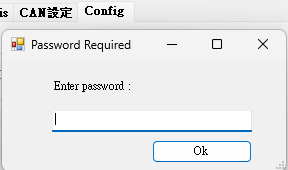 is CAN設定 Config
Password Required
Enter password :
Ok